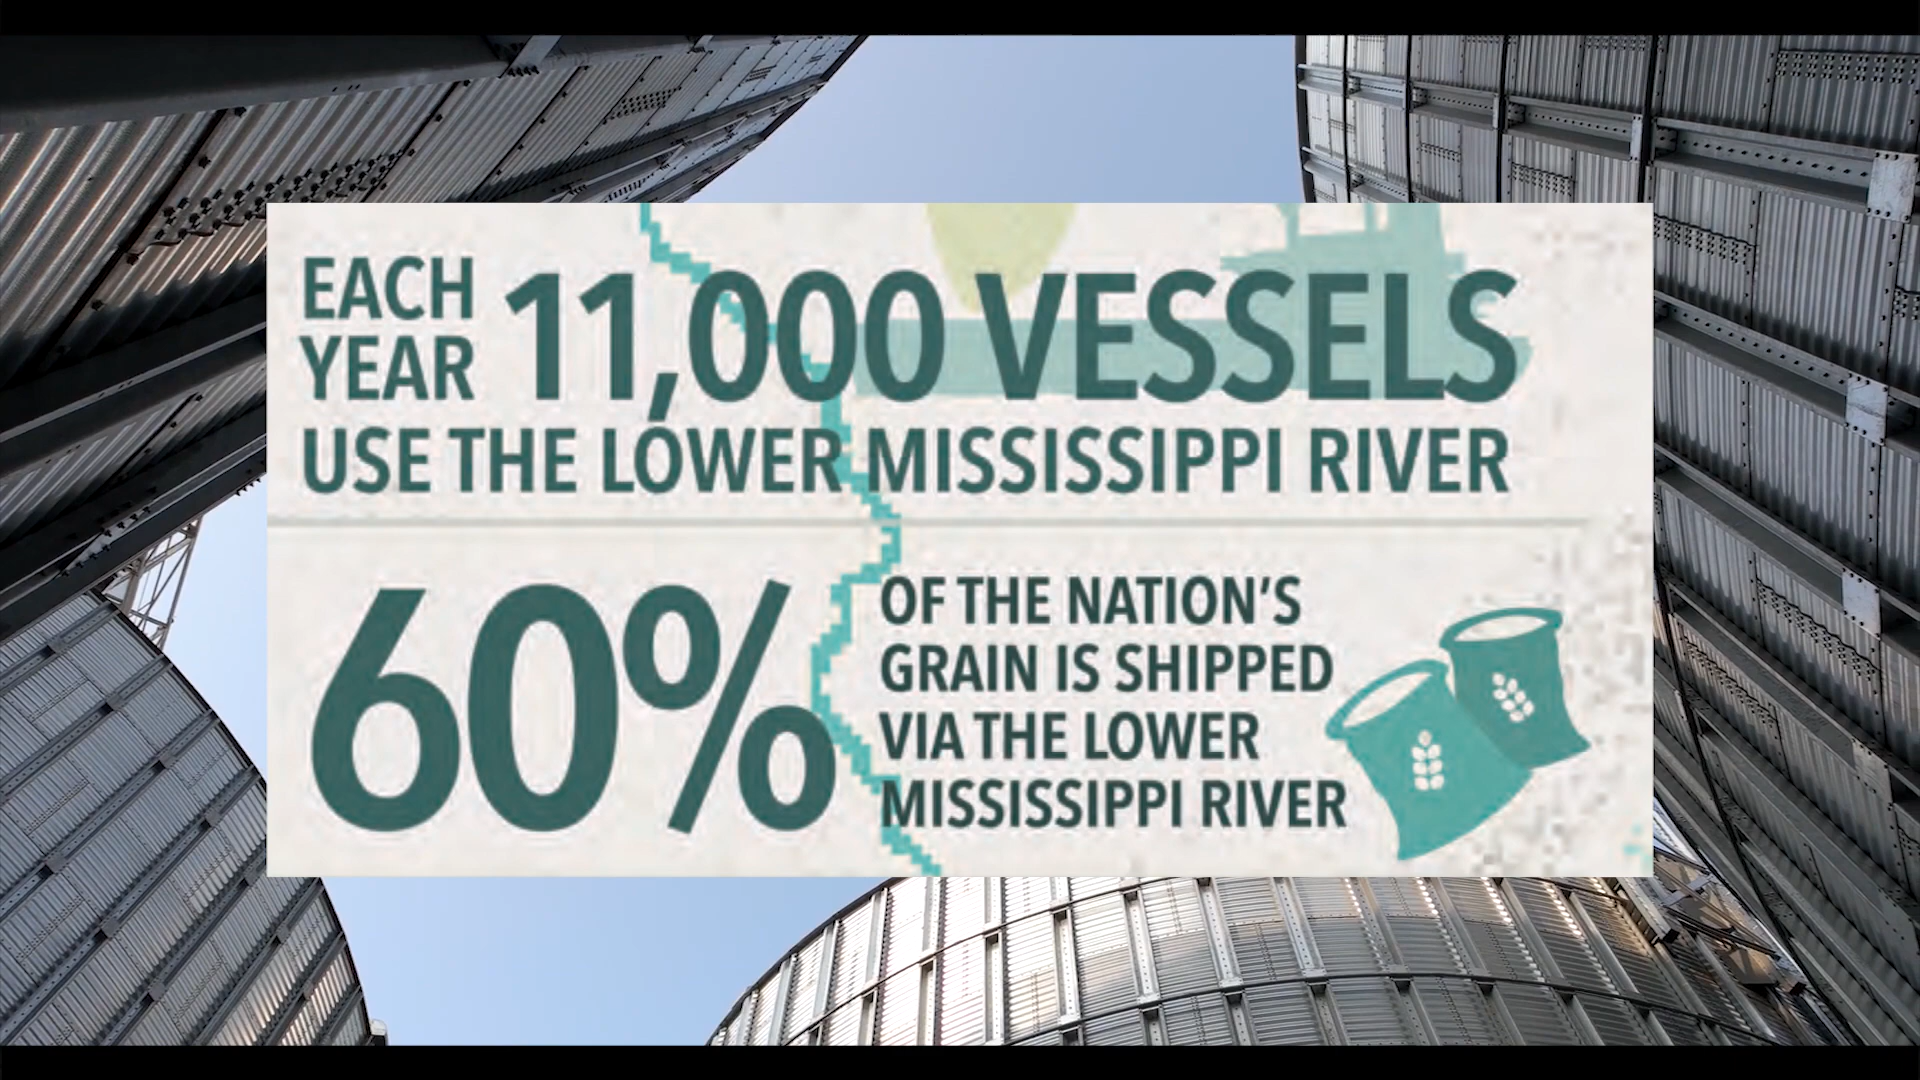 EACH YEAR 11,000 VESSELS
USE THE LOWER MISSISSIPPI RIVER
60%
OF THE NATION'S
GRAIN IS SHIPPED
VIA THE LOWER
MISSISSIPPI RIVER